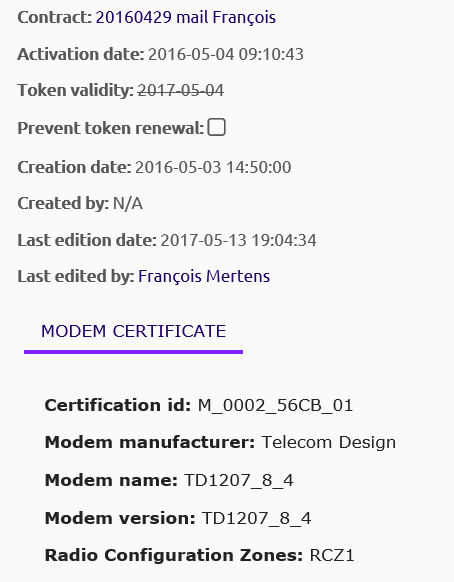 Contract: 20160429 mail François
Activation date: 2016-05-04 09:10:43
Token validity: 2017-05-04
Prevent token renewal:
Creation date: 2016-05-03 14:50:00
Created by: N/A
Last edition date: 2017-05-13 19:04:34
Last edited by: François Mertens
MODEM CERTIFICATE
Certification id: M_0002_56CB_01
Modem manufacturer: Telecom Design
Modem name: TD1207_8_4
Modem version: TD1207_8_4
Radio Configuration Zones: RCZ1